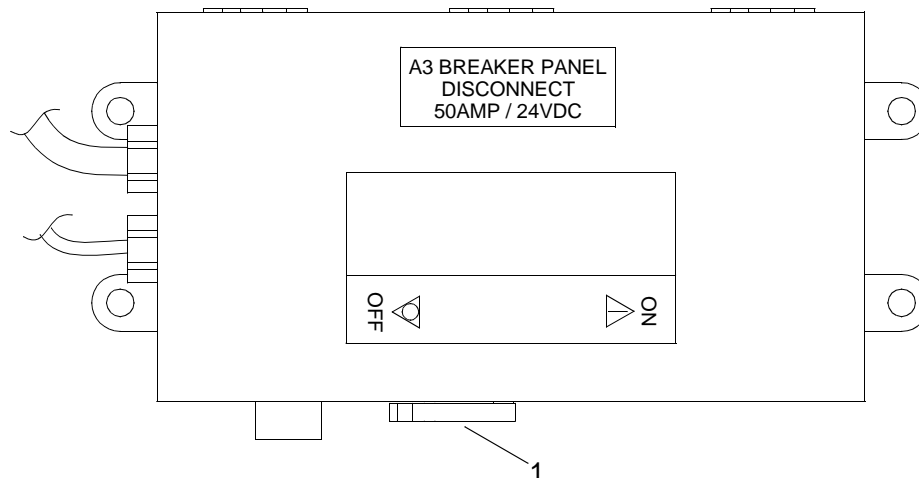 A3 BREAKER PANEL
DISCONNECT
50AMP / 24VDC
OFF
ON
1